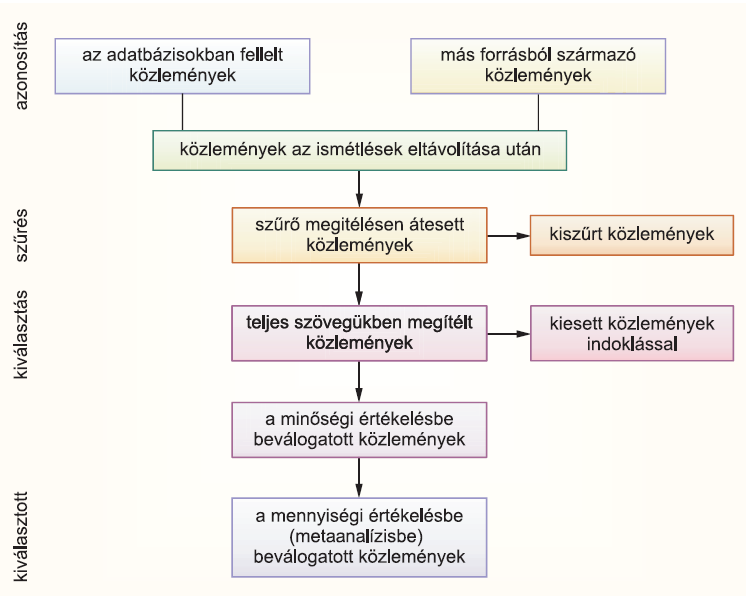 azonosítás
az adatbázisokban fellelt
közlemények
más forrásból származó
közlemények
közlemények az ismétlések eltávolítása után
szűrés
szűrő megitélésen átesett
közlemények
kiszűrt közlemények
kiválasztás
teljes szövegükben megítélt
közlemények
kiesett közlemények
indoklással
a minőségi értékelésbe
beválogatott közlemények
kiválasztott
a mennyiségi értékelésbe
(metaanalízisbe)
beválogatott közlemények